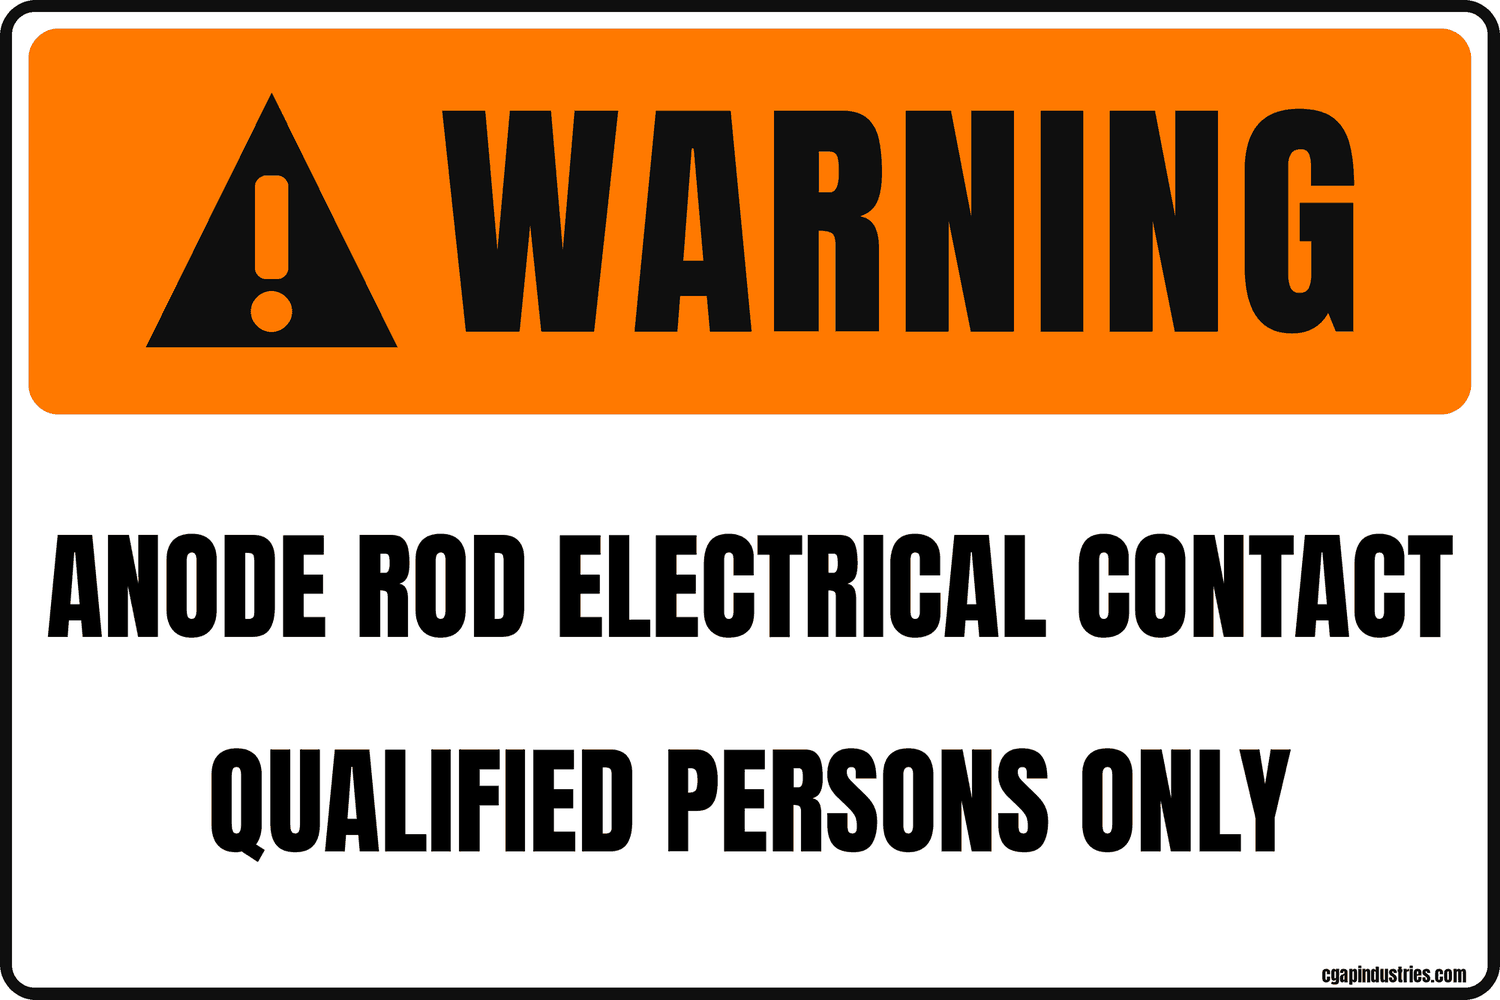 WARNING
ANODE ROD ELECTRICAL CONTACT
QUALIFIED PERSONS ONLY
cgapindustries.com